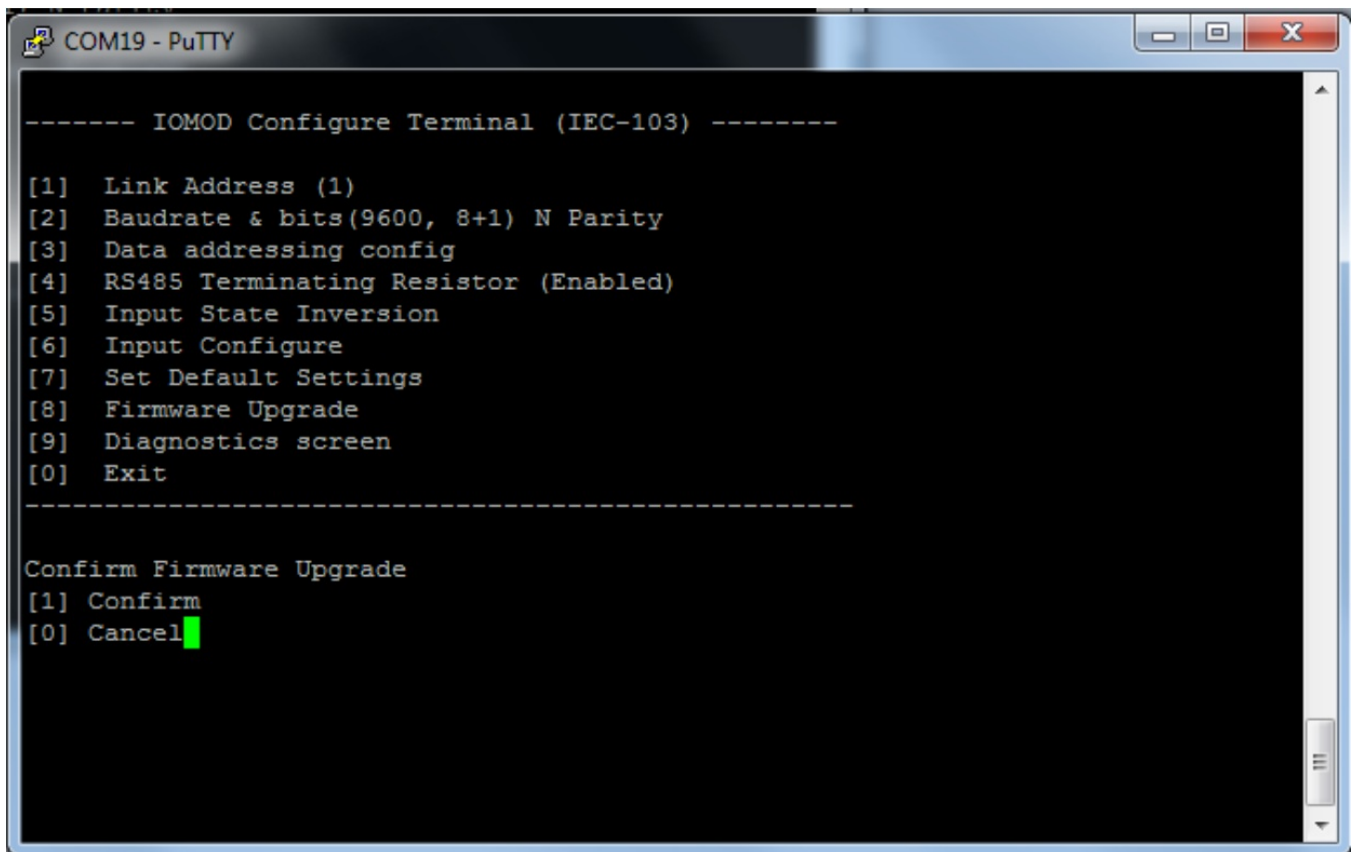 COM19 - PuTTY
------- IOMOD Configure Terminal (IEC-103) --------
[1]  Link Address (1)
[2]  Baudrate & bits(9600, 8+1) N Parity
[3]  Data addressing config
[4]  RS485 Terminating Resistor (Enabled)
[5]  Input State Inversion
[6]  Input Configure
[7]  Set Default Settings
[8]  Firmware Upgrade
[9]  Diagnostics screen
[0]  Exit
----------------------------------------------------
Confirm Firmware Upgrade
[1] Confirm
[0] Cancel